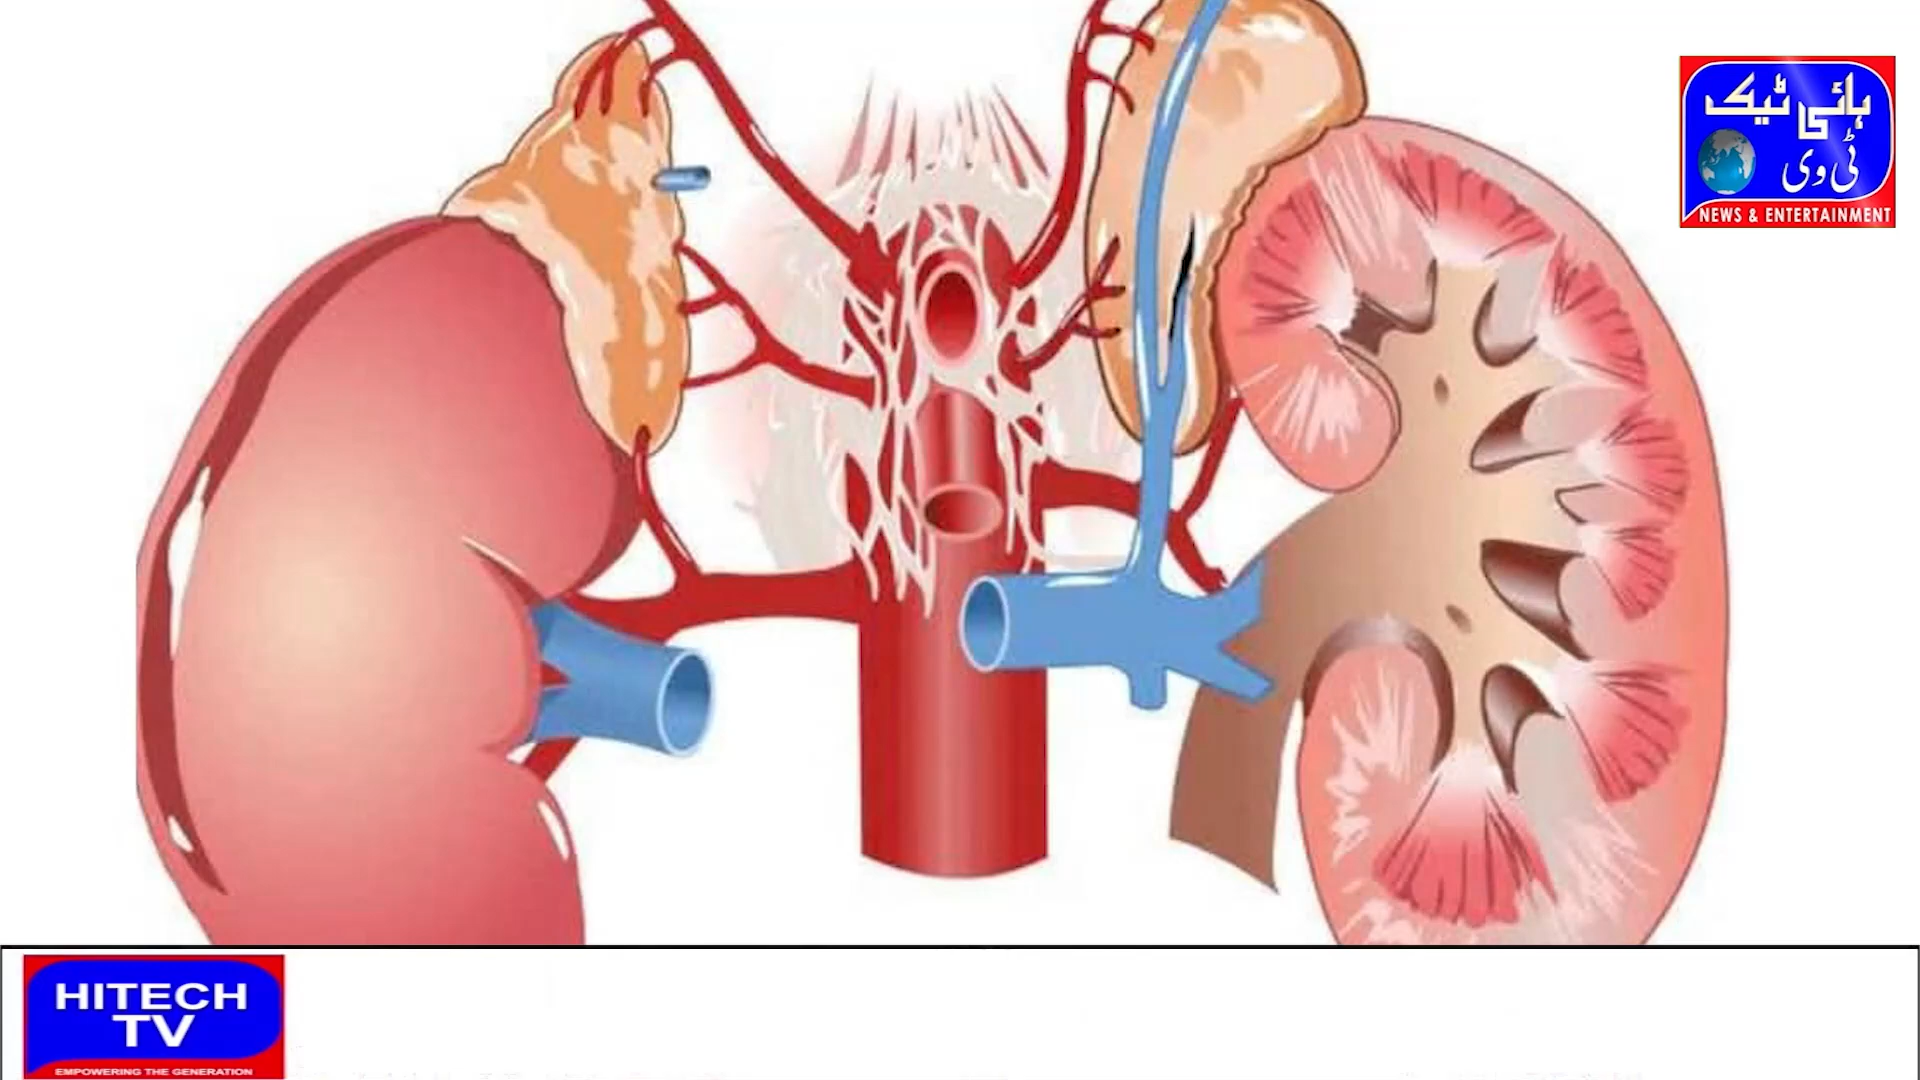 ہائی ٹیک
ٹی وی
NEWS & ENTERTAINMENT
HITECH
TV
EMPOWERING THE GENERATION